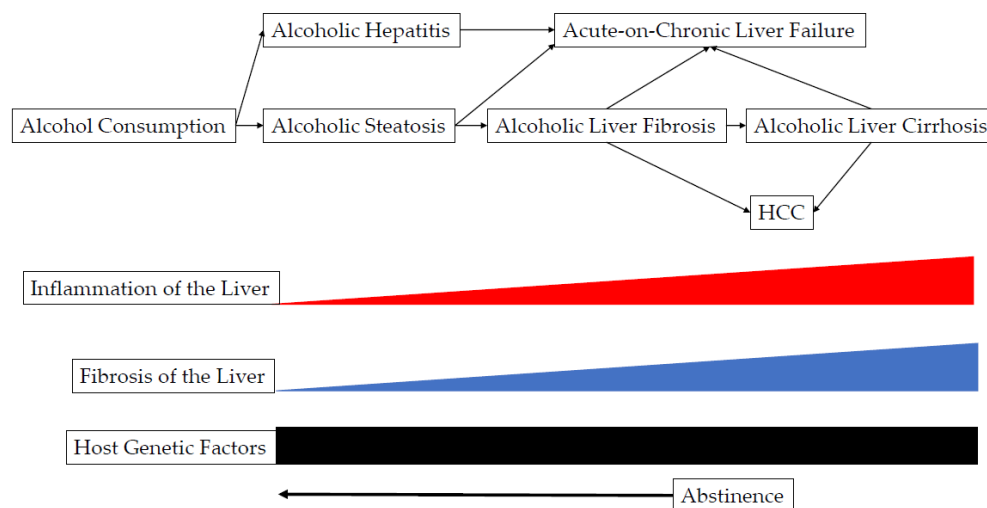 Alcoholic Hepatitis
Acute-on-Chronic Liver Failure
Alcohol Consumption
Alcoholic Steatosis
Alcoholic Liver Fibrosis
Alcoholic Liver Cirrhosis
HCC
Inflammation of the Liver
Fibrosis of the Liver
Host Genetic Factors
Abstinence